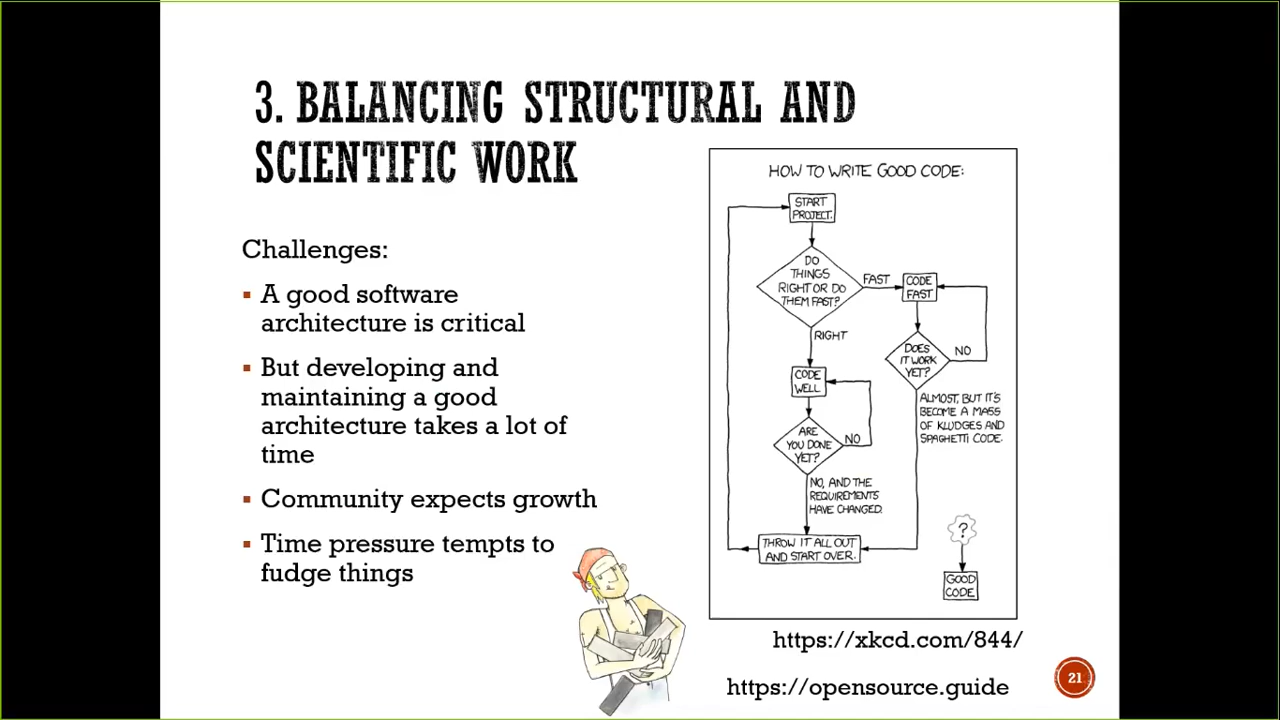 3. BALANCING STRUCTURAL AND
SCIENTIFIC WORK
Challenges:
▪ A good software
architecture is critical
▪ But developing and
maintaining a good
architecture takes a lot of
time
▪ Community expects growth
▪ Time pressure tempts to
fudge things
HOW TO WRITE GOOD CODE:
START
PROJECT.
DO
THINGS
RIGHT OR DO
THEM FAST?
FAST
CODE
FAST
DOES
IT WORK
YET?
NO
ALMOST, BUT IT'S
BECOME A MASS
OF KLUDGES AND
SPAGHETTI CODE.
RIGHT
CODE
WELL
ARE
YOU DONE
YET?
NO
NO, AND THE
REQUIREMENTS
HAVE CHANGED.
THROW IT ALL OUT
AND START OVER.
?
GOOD
CODE
https://xkcd.com/844/
https://opensource.guide
21